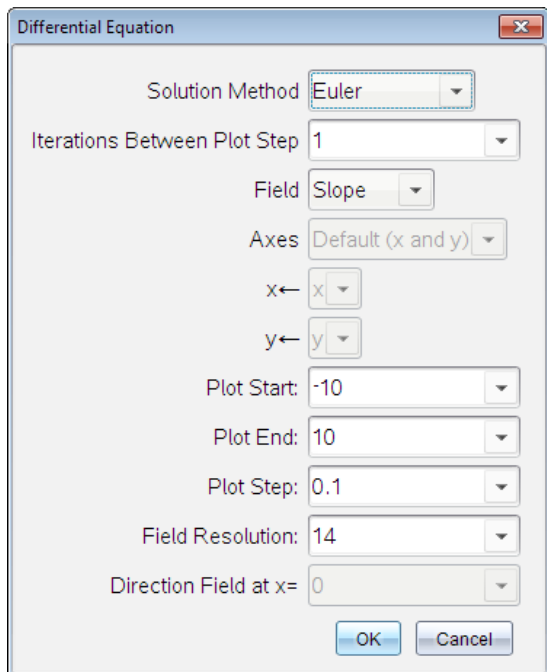 Differential Equation
Solution Method Euler
Iterations Between Plot Step 1
Field Slope
Axes Default (x and y)
x← x
y← y
Plot Start: -10
Plot End: 10
Plot Step: 0.1
Field Resolution: 14
Direction Field at x= 0
OK Cancel